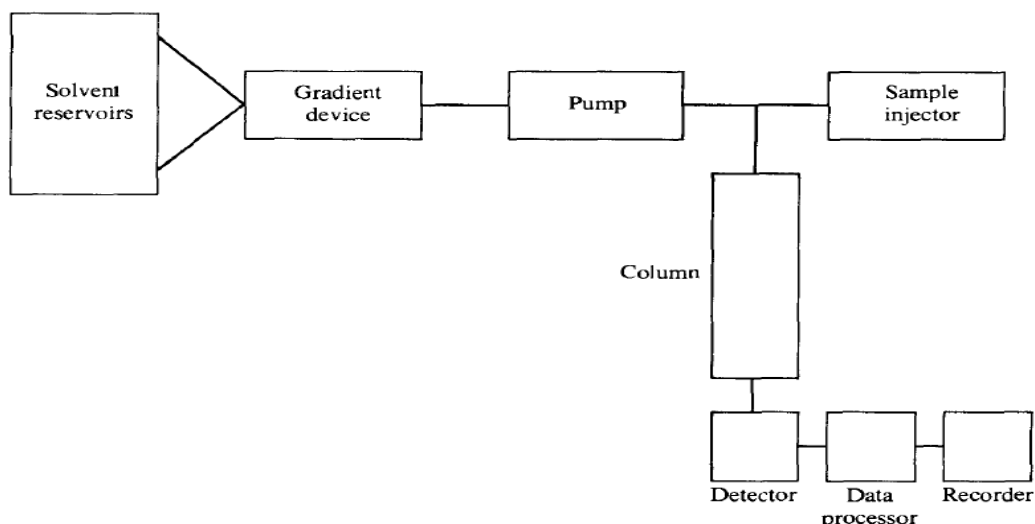 Solvent
reservoirs
Gradient
device
Pump
Sample
injector
Column
Detector
Data
processor
Recorder